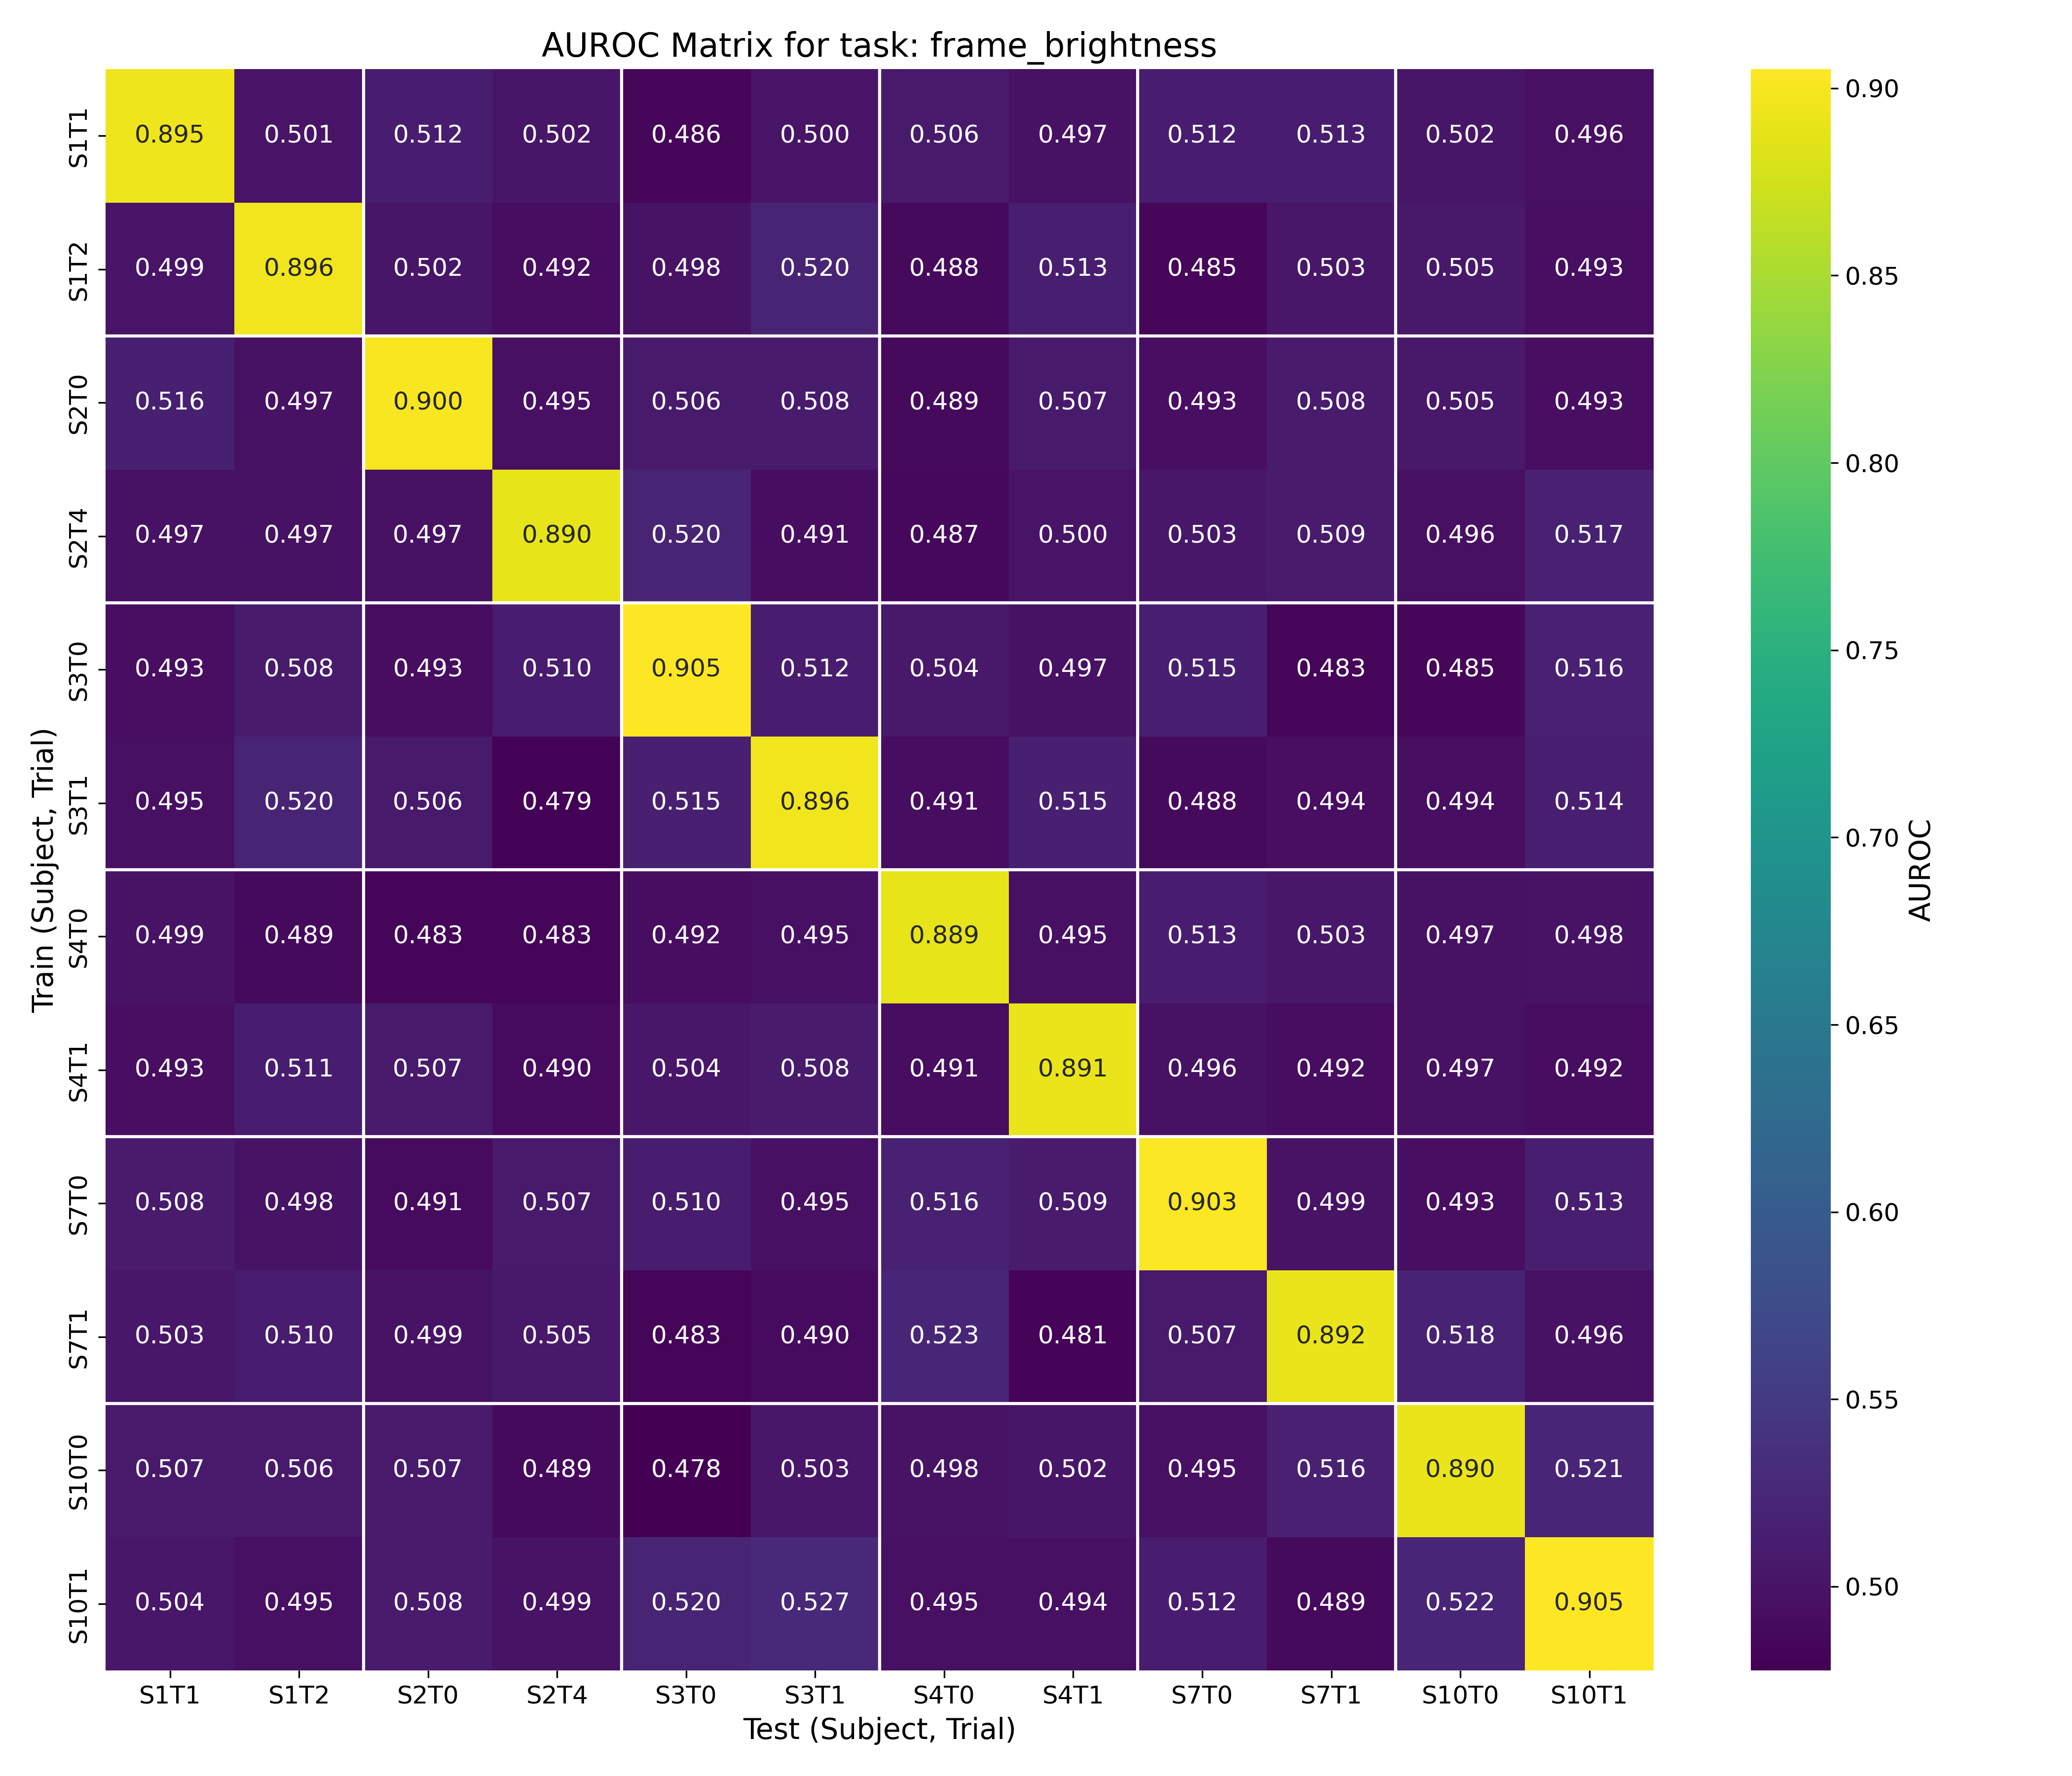 AUROC Matrix for task: frame_brightness
S1T1 0.895 0.501 0.512 0.502 0.486 0.500 0.506 0.497 0.512 0.513 0.502 0.496
S1T2 0.499 0.896 0.502 0.492 0.498 0.520 0.488 0.513 0.485 0.503 0.505 0.493
S2T0 0.516 0.497 0.900 0.495 0.506 0.508 0.489 0.507 0.493 0.508 0.505 0.493
S2T4 0.497 0.497 0.497 0.890 0.520 0.491 0.487 0.500 0.503 0.509 0.496 0.517
S3T0 0.493 0.508 0.493 0.510 0.905 0.512 0.504 0.497 0.515 0.483 0.485 0.516
S3T1 0.495 0.520 0.506 0.479 0.515 0.896 0.491 0.515 0.488 0.494 0.494 0.514
S4T0 0.499 0.489 0.483 0.483 0.492 0.495 0.889 0.495 0.513 0.503 0.497 0.498
S4T1 0.493 0.511 0.507 0.490 0.504 0.508 0.491 0.891 0.496 0.492 0.497 0.492
S7T0 0.508 0.498 0.491 0.507 0.510 0.495 0.516 0.509 0.903 0.499 0.493 0.513
S7T1 0.503 0.510 0.499 0.505 0.483 0.490 0.523 0.481 0.507 0.892 0.518 0.496
S10T0 0.507 0.506 0.507 0.489 0.478 0.503 0.498 0.502 0.495 0.516 0.890 0.521
S10T1 0.504 0.495 0.508 0.499 0.520 0.527 0.495 0.494 0.512 0.489 0.522 0.905
S1T1 S1T2 S2T0 S2T4 S3T0 S3T1 S4T0 S4T1 S7T0 S7T1 S10T0 S10T1
Test (Subject, Trial)
Train (Subject, Trial)
0.90
0.85
0.80
0.75
0.70
0.65
0.60
0.55
0.50
AUROC